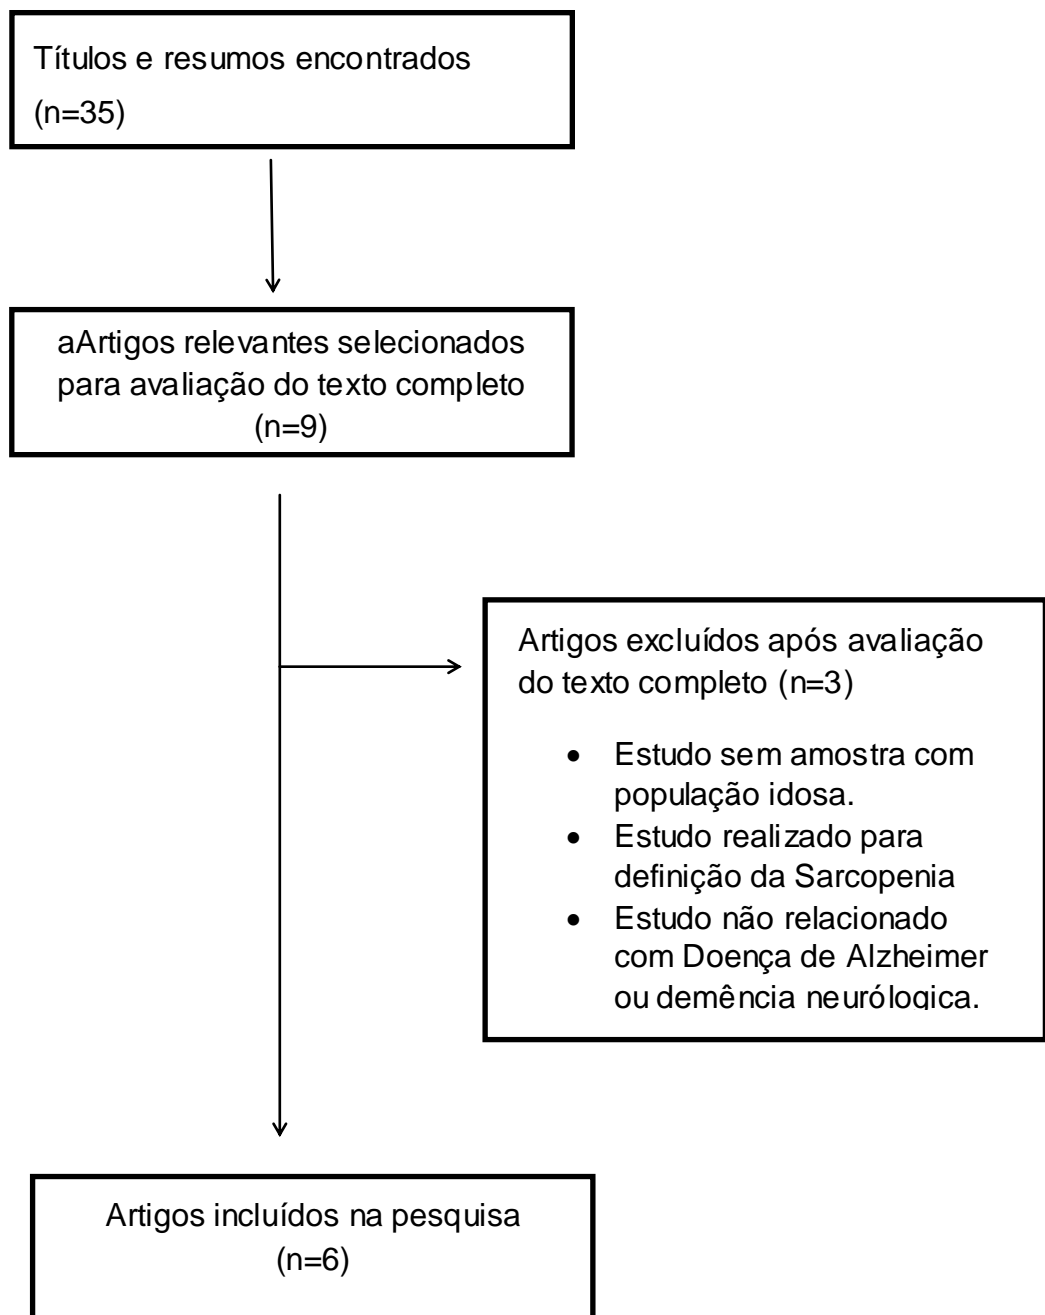 Títulos e resumos encontrados
(n=35)
aArtigos relevantes selecionados
para avaliação do texto completo
(n=9)
Artigos excluídos após avaliação
do texto completo (n=3)
• Estudo sem amostra com
população idosa.
• Estudo realizado para
definição da Sarcopenia
• Estudo não relacionado
com Doença de Alzheimer
ou demência neurólogica.
Artigos incluídos na pesquisa
(n=6)